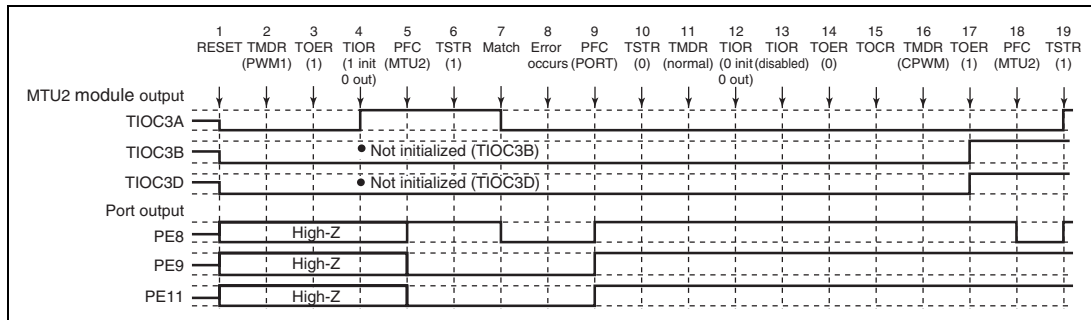 1 2 3 4 5 6 7 8 9 10 11 12 13 14 15 16 17 18 19
RESET TMDR TOER TIOR PFC TSTR Match Error PFC TSTR TMDR TIOR TIOR TOER TOCR TMDR TOER PFC TSTR
(PWM1) (1) (1 init (MTU2) (1) occurs (PORT) (0) (normal) (0 init (disabled) (0) (CPWM) (1) (MTU2) (1)
0 out) 0 out)
MTU2 module output
TIOC3A
TIOC3B • Not initialized (TIOC3B)
TIOC3D • Not initialized (TIOC3D)
Port output
PE8 High-Z
PE9 High-Z
PE11 High-Z